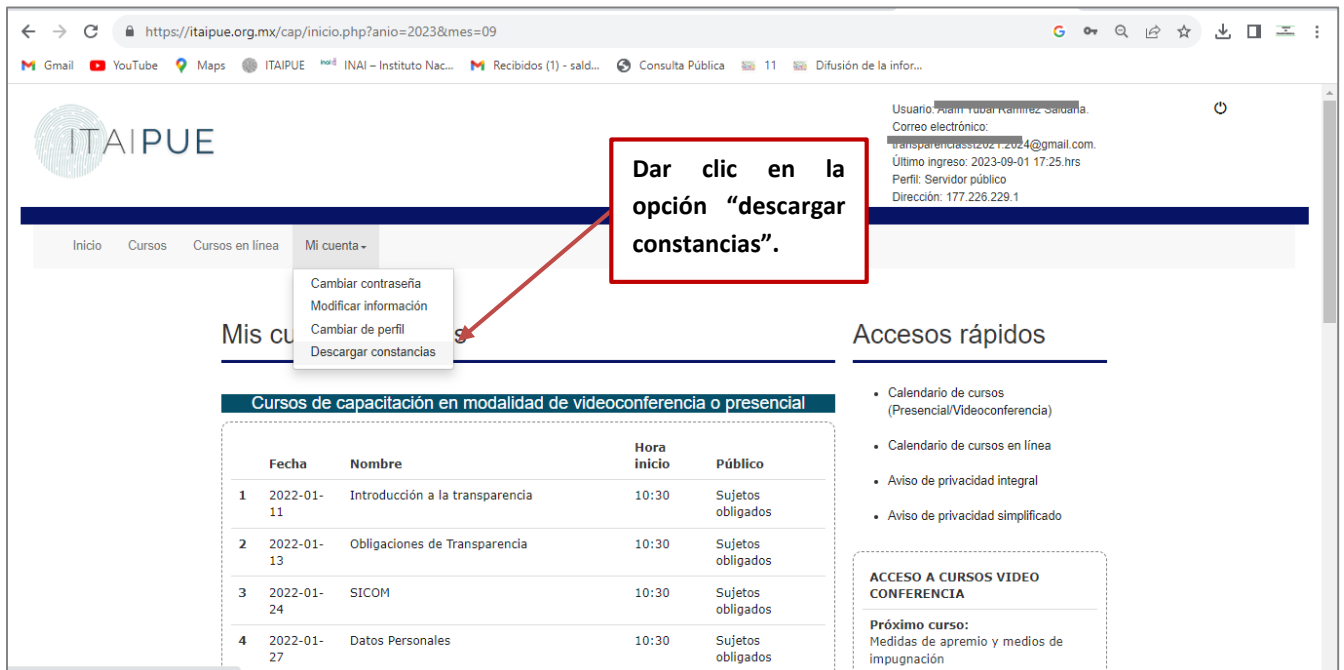 https://itaipue.org.mx/cap/inicio.php?anio=2023&mes=09
Gmail YouTube Maps ITAIPUE INAI – Instituto Nac... Recibidos (1) - sald... Consulta Pública 11 Difusión de la infor...
ITAIPUE
Usuario:
Correo electrónico:
@gmail.com.
Último ingreso: 2023-09-01 17:25.hrs
Perfil: Servidor público
Dirección: 177.226.229.1
Dar clic en la
opción “descargar
constancias”.
Inicio Cursos Cursos en línea Mi cuenta
Cambiar contraseña
Modificar información
Cambiar de perfil
Descargar constancias
Mis
Accesos rápidos
Cursos de capacitación en modalidad de videoconferencia o presencial
Fecha Nombre Hora inicio Público
1 2022-01-11 Introducción a la transparencia 10:30 Sujetos obligados
2 2022-01-13 Obligaciones de Transparencia 10:30 Sujetos obligados
3 2022-01-24 SICOM 10:30 Sujetos obligados
4 2022-01-27 Datos Personales 10:30 Sujetos obligados
Calendario de cursos
(Presencial/Videoconferencia)
Calendario de cursos en línea
Aviso de privacidad integral
Aviso de privacidad simplificado
ACCESO A CURSOS VIDEO
CONFERENCIA
Próximo curso:
Medidas de apremio y medios de
impugnación